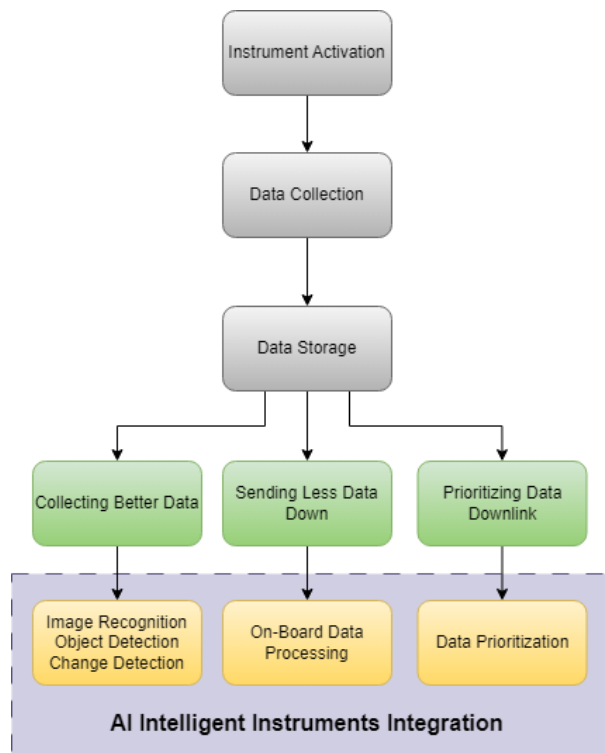 Instrument Activation
Data Collection
Data Storage
Collecting Better Data
Sending Less Data
Down
Prioritizing Data
Downlink
Image Recognition
Object Detection
Change Detection
On-Board Data
Processing
Data Prioritization
AI Intelligent Instruments Integration